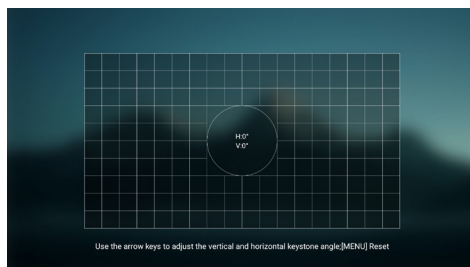 H:0°
V:0°
Use the arrow keys to adjust the vertical and horizontal keystone angle;[MENU] Reset